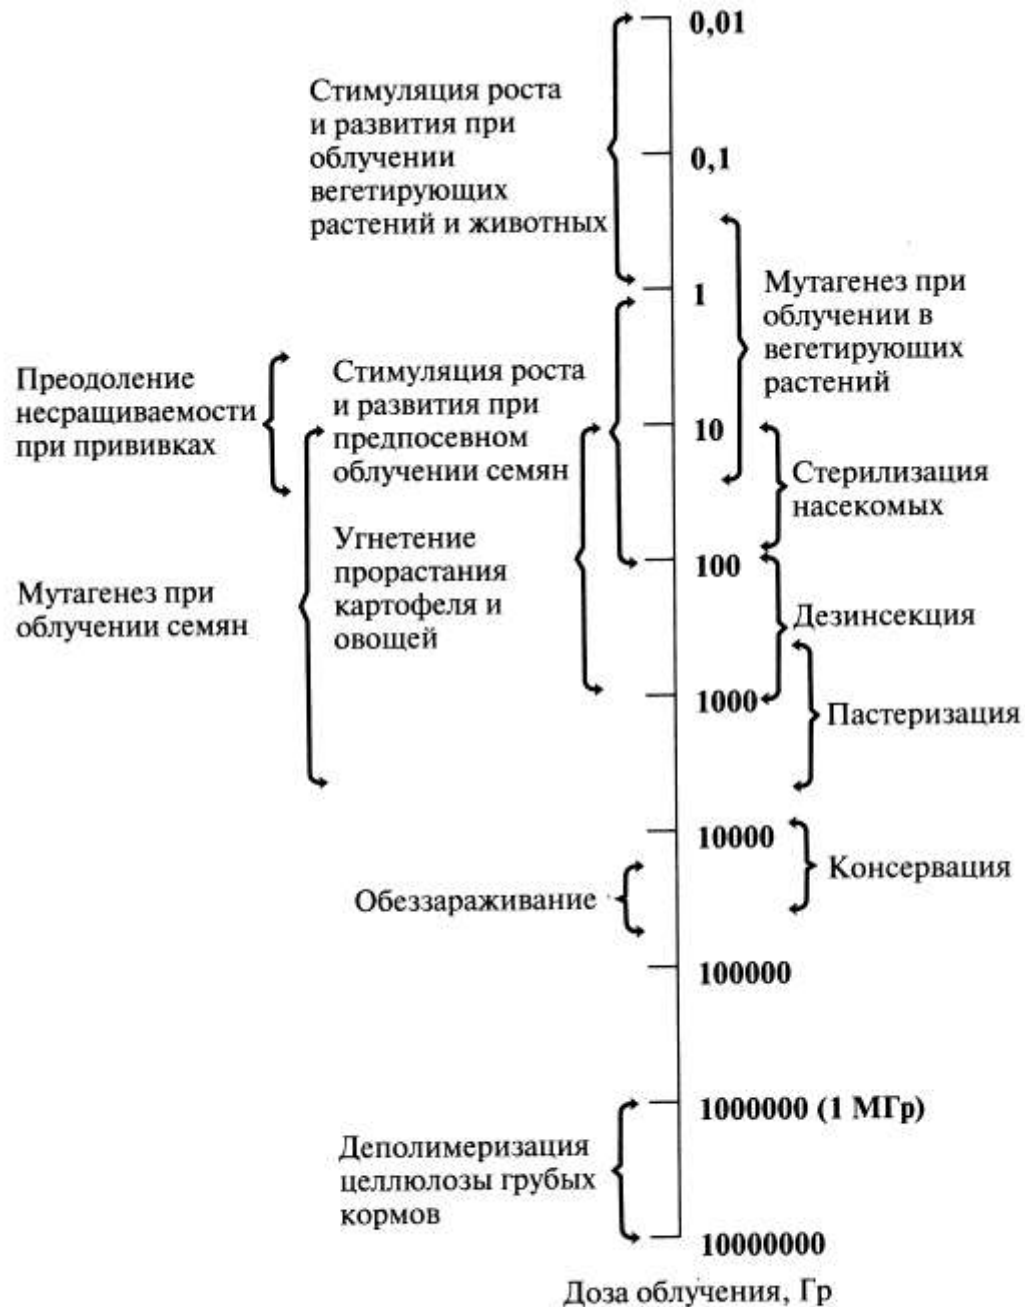 0,01
Стимуляция роста
и развития при
облучении
вегетирующих
растений и животных
0,1
1
Мутагенез при
облучении в
вегетирующих
растений
Преодоление
несращиваемости
при прививках
Стимуляция роста
и развития при
предпосевном
облучении семян
10
Стерилизация
насекомых
Угнетение
прорастания
картофеля и
овощей
100
Мутагенез при
облучении семян
Дезинсекция
1000
Пастеризация
10000
Консервация
Обеззараживание
100000
1000000 (1 МГр)
Деполимеризация
целлюлозы грубых
кормов
10000000
Доза облучения, Гр